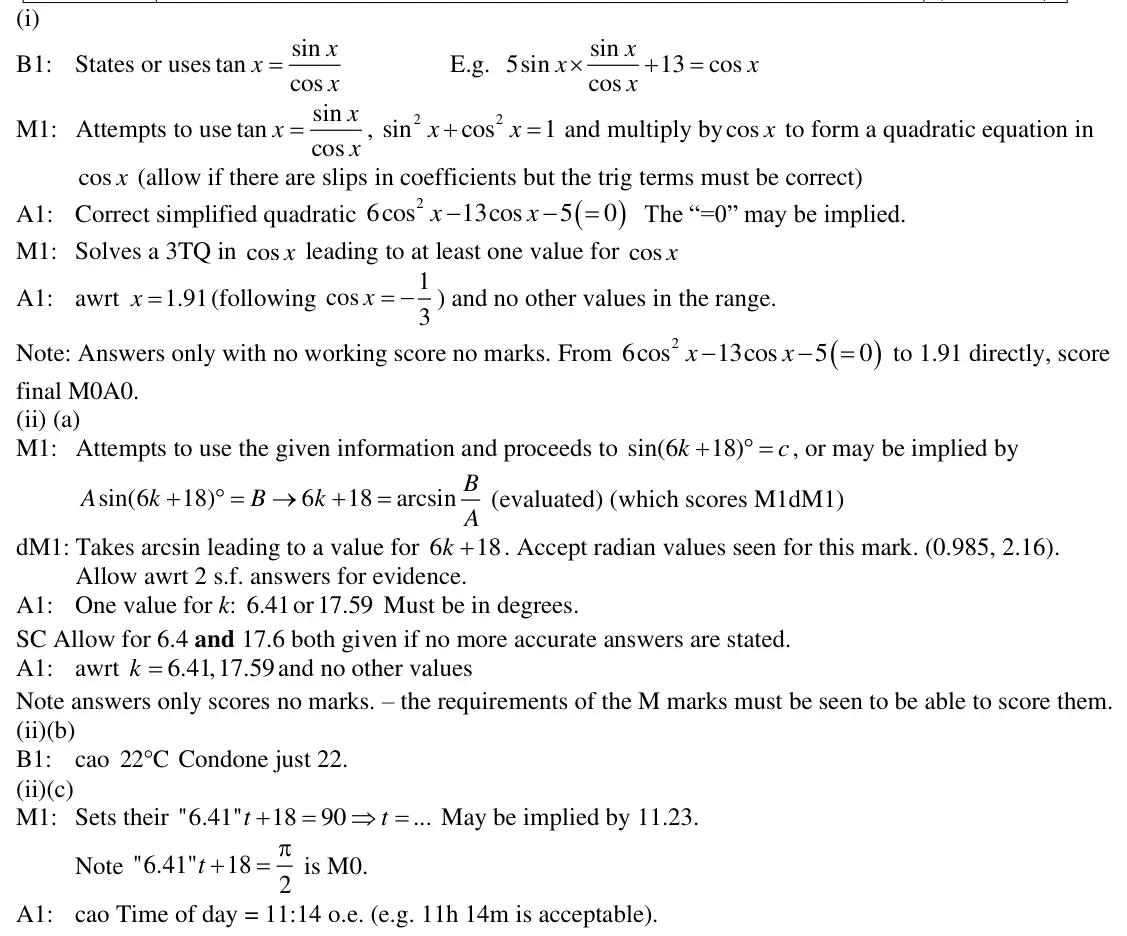 (i)
B1: States or uses tan x = sin x / cos x E.g. 5 sin x × sin x / cos x + 13 = cos x
M1: Attempts to use tan x = sin x / cos x , sin² x + cos² x = 1 and multiply by cos x to form a quadratic equation in
cos x (allow if there are slips in coefficients but the trig terms must be correct)
A1: Correct simplified quadratic 6cos² x − 13cos x − 5 (= 0) The “=0” may be implied.
M1: Solves a 3TQ in cos x leading to at least one value for cos x
A1: awrt x = 1.91 (following cos x = − 1/3 ) and no other values in the range.
Note: Answers only with no working score no marks. From 6cos² x − 13cos x − 5 (= 0) to 1.91 directly, score
final M0A0.
(ii) (a)
M1: Attempts to use the given information and proceeds to sin(6k + 18)° = c , or may be implied by
A sin(6k + 18)° = B → 6k + 18 = arcsin B/A (evaluated) (which scores M1dM1)
dM1: Takes arcsin leading to a value for 6k + 18 . Accept radian values seen for this mark. (0.985, 2.16).
Allow awrt 2 s.f. answers for evidence.
A1: One value for k: 6.41 or 17.59 Must be in degrees.
SC Allow for 6.4 and 17.6 both given if no more accurate answers are stated.
A1: awrt k = 6.41, 17.59 and no other values
Note answers only scores no marks. – the requirements of the M marks must be seen to be able to score them.
(ii)(b)
B1: cao 22°C Condone just 22.
(ii)(c)
M1: Sets their "6.41" t + 18 = 90 ⇒ t = ... May be implied by 11.23.
Note "6.41" t + 18 = π/2 is M0.
A1: cao Time of day = 11:14 o.e. (e.g. 11h 14m is acceptable).